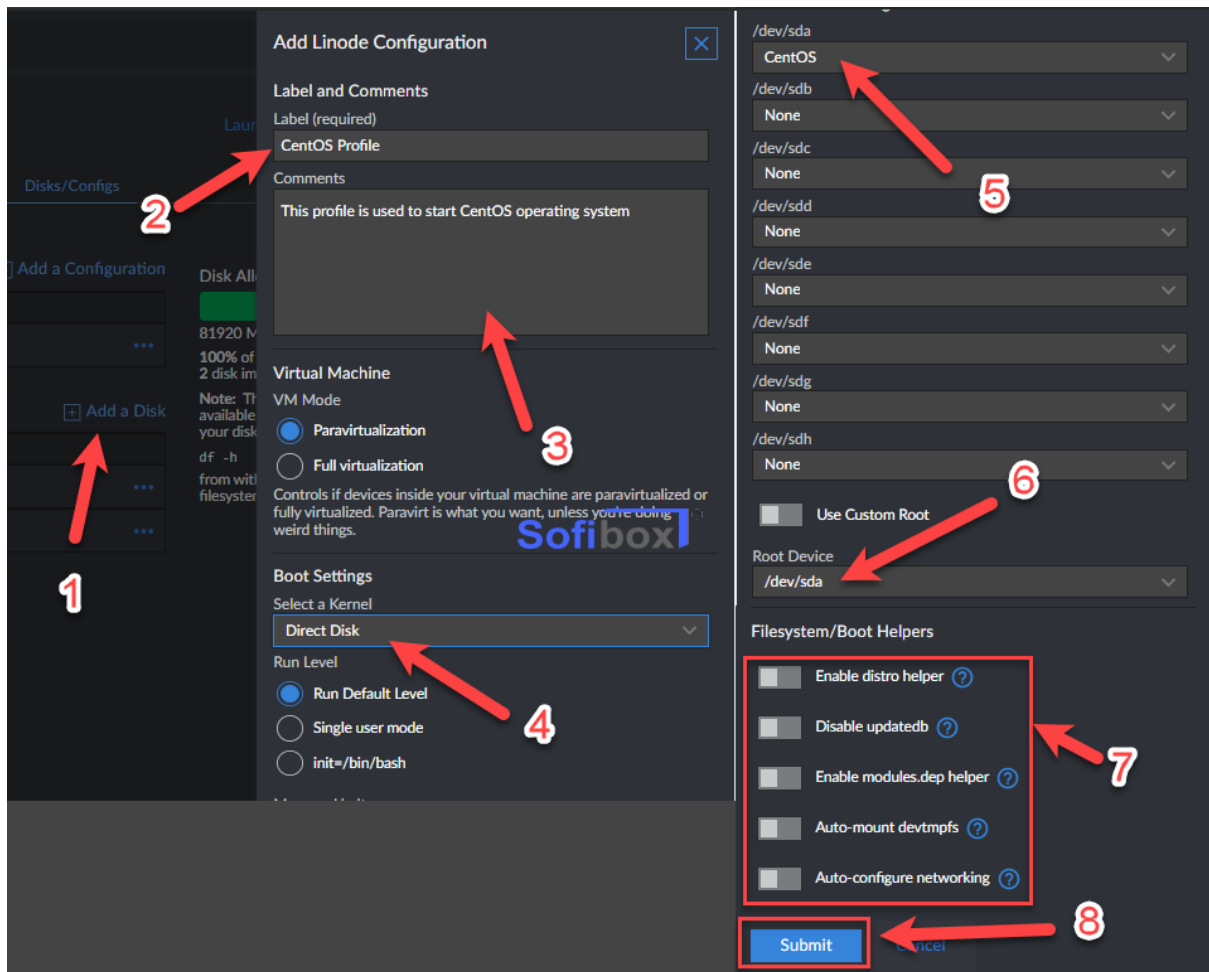 Laun
Disks/Configs
Add a Configuration
Disk All
81920 M
100% of
2 disk im
Add a Disk
Note: Th
available
your disk
df -h
from with
filesyster
1
Add Linode Configuration
Label and Comments
Label (required)
CentOS Profile
2
Comments
This profile is used to start CentOS operating system
3
Virtual Machine
VM Mode
Paravirtualization
Full virtualization
Controls if devices inside your virtual machine are paravirtualized or
fully virtualized. Paravirt is what you want, unless you're doing
weird things.
Sofibox
Boot Settings
Select a Kernel
Direct Disk
4
Run Level
Run Default Level
Single user mode
init=/bin/bash
/dev/sda
CentOS
5
/dev/sdb
None
/dev/sdc
None
/dev/sdd
None
/dev/sde
None
/dev/sdf
None
/dev/sdg
None
/dev/sdh
None
6
Use Custom Root
Root Device
/dev/sda
Filesystem/Boot Helpers
Enable distro helper ?
Disable updatedb ?
Enable modules.dep helper ?
Auto-mount devtmpfs ?
Auto-configure networking ?
7
Submit
Cancel
8